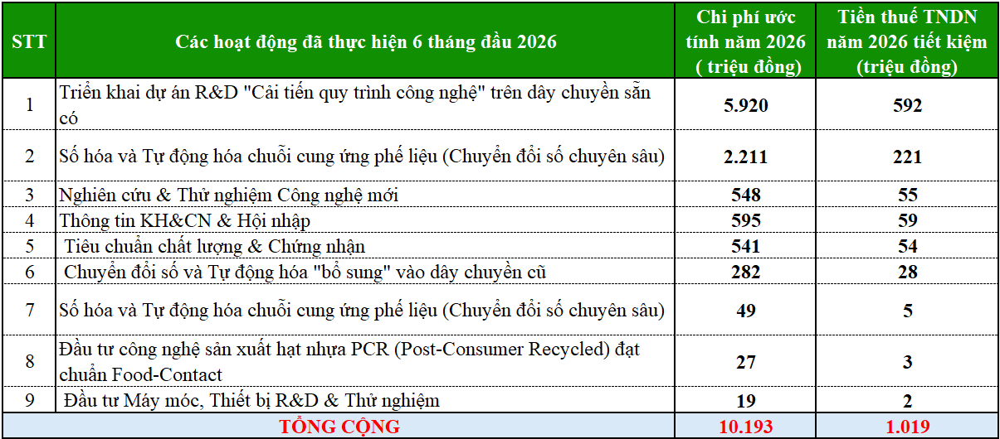 STT Các hoạt động đã thực hiện 6 tháng đầu 2026 Chi phí ước tính năm 2026 ( triệu đồng) Tiền thuế TNDN năm 2026 tiết kiệm (triệu đồng)
1 Triển khai dự án R&D "Cải tiến quy trình công nghệ" trên dây chuyền sẵn có 5.920 592
2 Số hóa và Tự động hóa chuỗi cung ứng phế liệu (Chuyển đổi số chuyên sâu) 2.211 221
3 Nghiên cứu & Thử nghiệm Công nghệ mới 548 55
4 Thông tin KH&CN & Hội nhập 595 59
5 Tiêu chuẩn chất lượng & Chứng nhận 541 54
6 Chuyển đổi số và Tự động hóa "bổ sung" vào dây chuyền cũ 282 28
7 Số hóa và Tự động hóa chuỗi cung ứng phế liệu (Chuyển đổi số chuyên sâu) 49 5
8 Đầu tư công nghệ sản xuất hạt nhựa PCR (Post-Consumer Recycled) đạt chuẩn Food-Contact 27 3
9 Đầu tư Máy móc, Thiết bị R&D & Thử nghiệm 19 2
TỔNG CỘNG 10.193 1.019